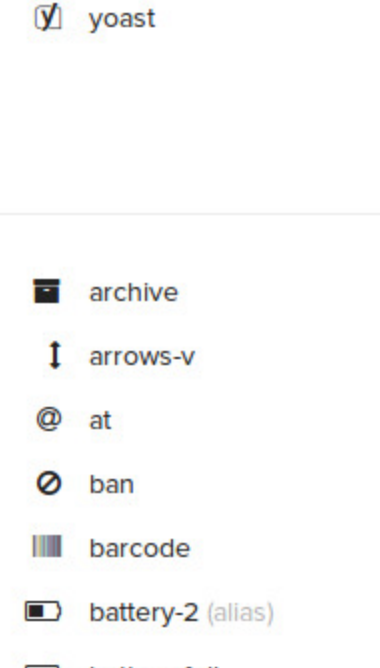 yoast
archive
arrows-v
at
ban
barcode
battery-2 (alias)